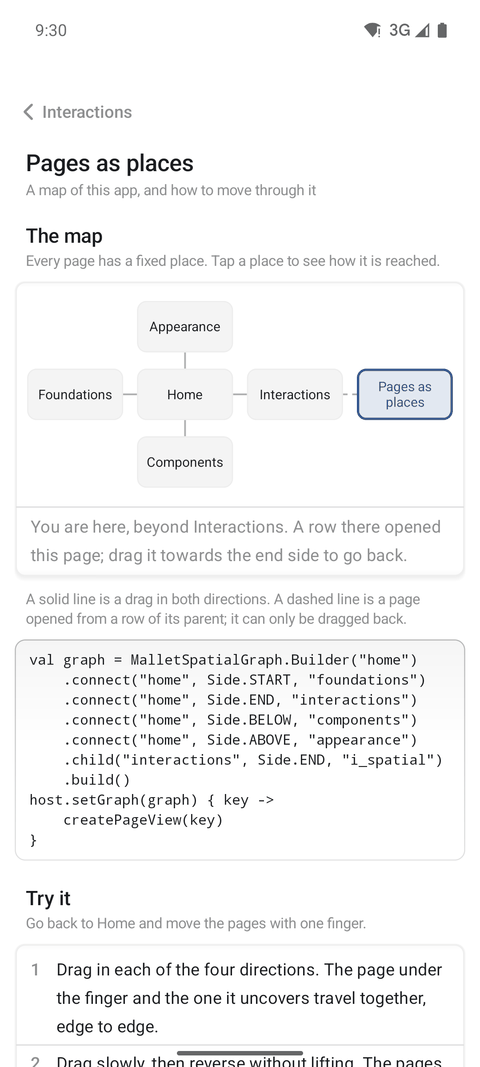 9:30
3G
Interactions
Pages as places
A map of this app, and how to move through it
The map
Every page has a fixed place. Tap a place to see how it is reached.
Appearance
Foundations
Home
Interactions
Pages as
places
Components
You are here, beyond Interactions. A row there opened
this page; drag it towards the end side to go back.
A solid line is a drag in both directions. A dashed line is a page
opened from a row of its parent; it can only be dragged back.
val graph = MalletSpatialGraph.Builder("home")
    .connect("home", Side.START, "foundations")
    .connect("home", Side.END, "interactions")
    .connect("home", Side.BELOW, "components")
    .connect("home", Side.ABOVE, "appearance")
    .child("interactions", Side.END, "i_spatial")
    .build()
host.setGraph(graph) { key ->
    createPageView(key)
}
Try it
Go back to Home and move the pages with one finger.
1 Drag in each of the four directions. The page under
the finger and the one it uncovers travel together,
edge to edge.
2 Drag slowly, then reverse without lifting. The pages